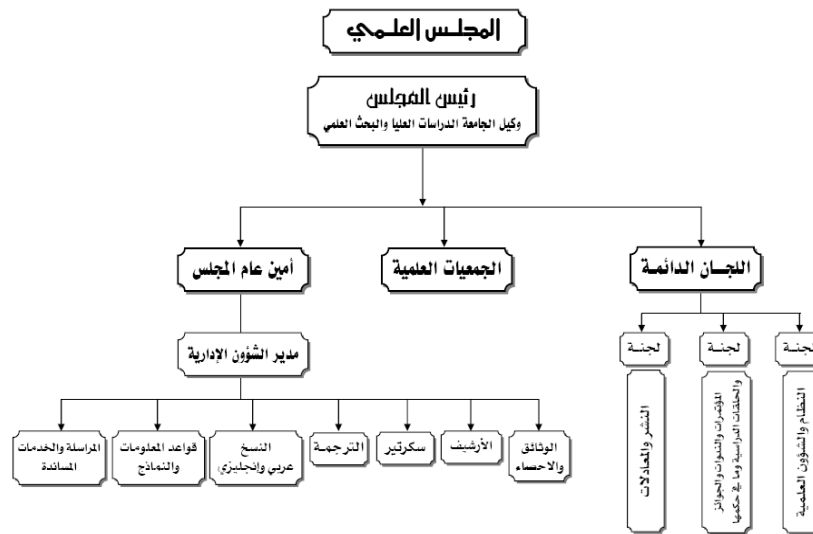 المجلس العلمي
رئيس المجلس
وكيل الجامعة الدراسات العليا والبحث العلمي
اللجان الدائمة
الجمعيات العلمية
أمين عام المجلس
لجنة
لجنة
لجنة
النظام والشؤون العلمية
المؤتمرات والندوات والجوائز
والحلقات الدراسية وما في حكمها
النشر والمعادلات
مدير الشؤون الإدارية
الوثائق
والاحصاء
الأرشيف
سكرتير
الترجمة
النسخ
عربي وإنجليزي
قواعد المعلومات
والنماذج
المراسلة والخدمات
المساندة